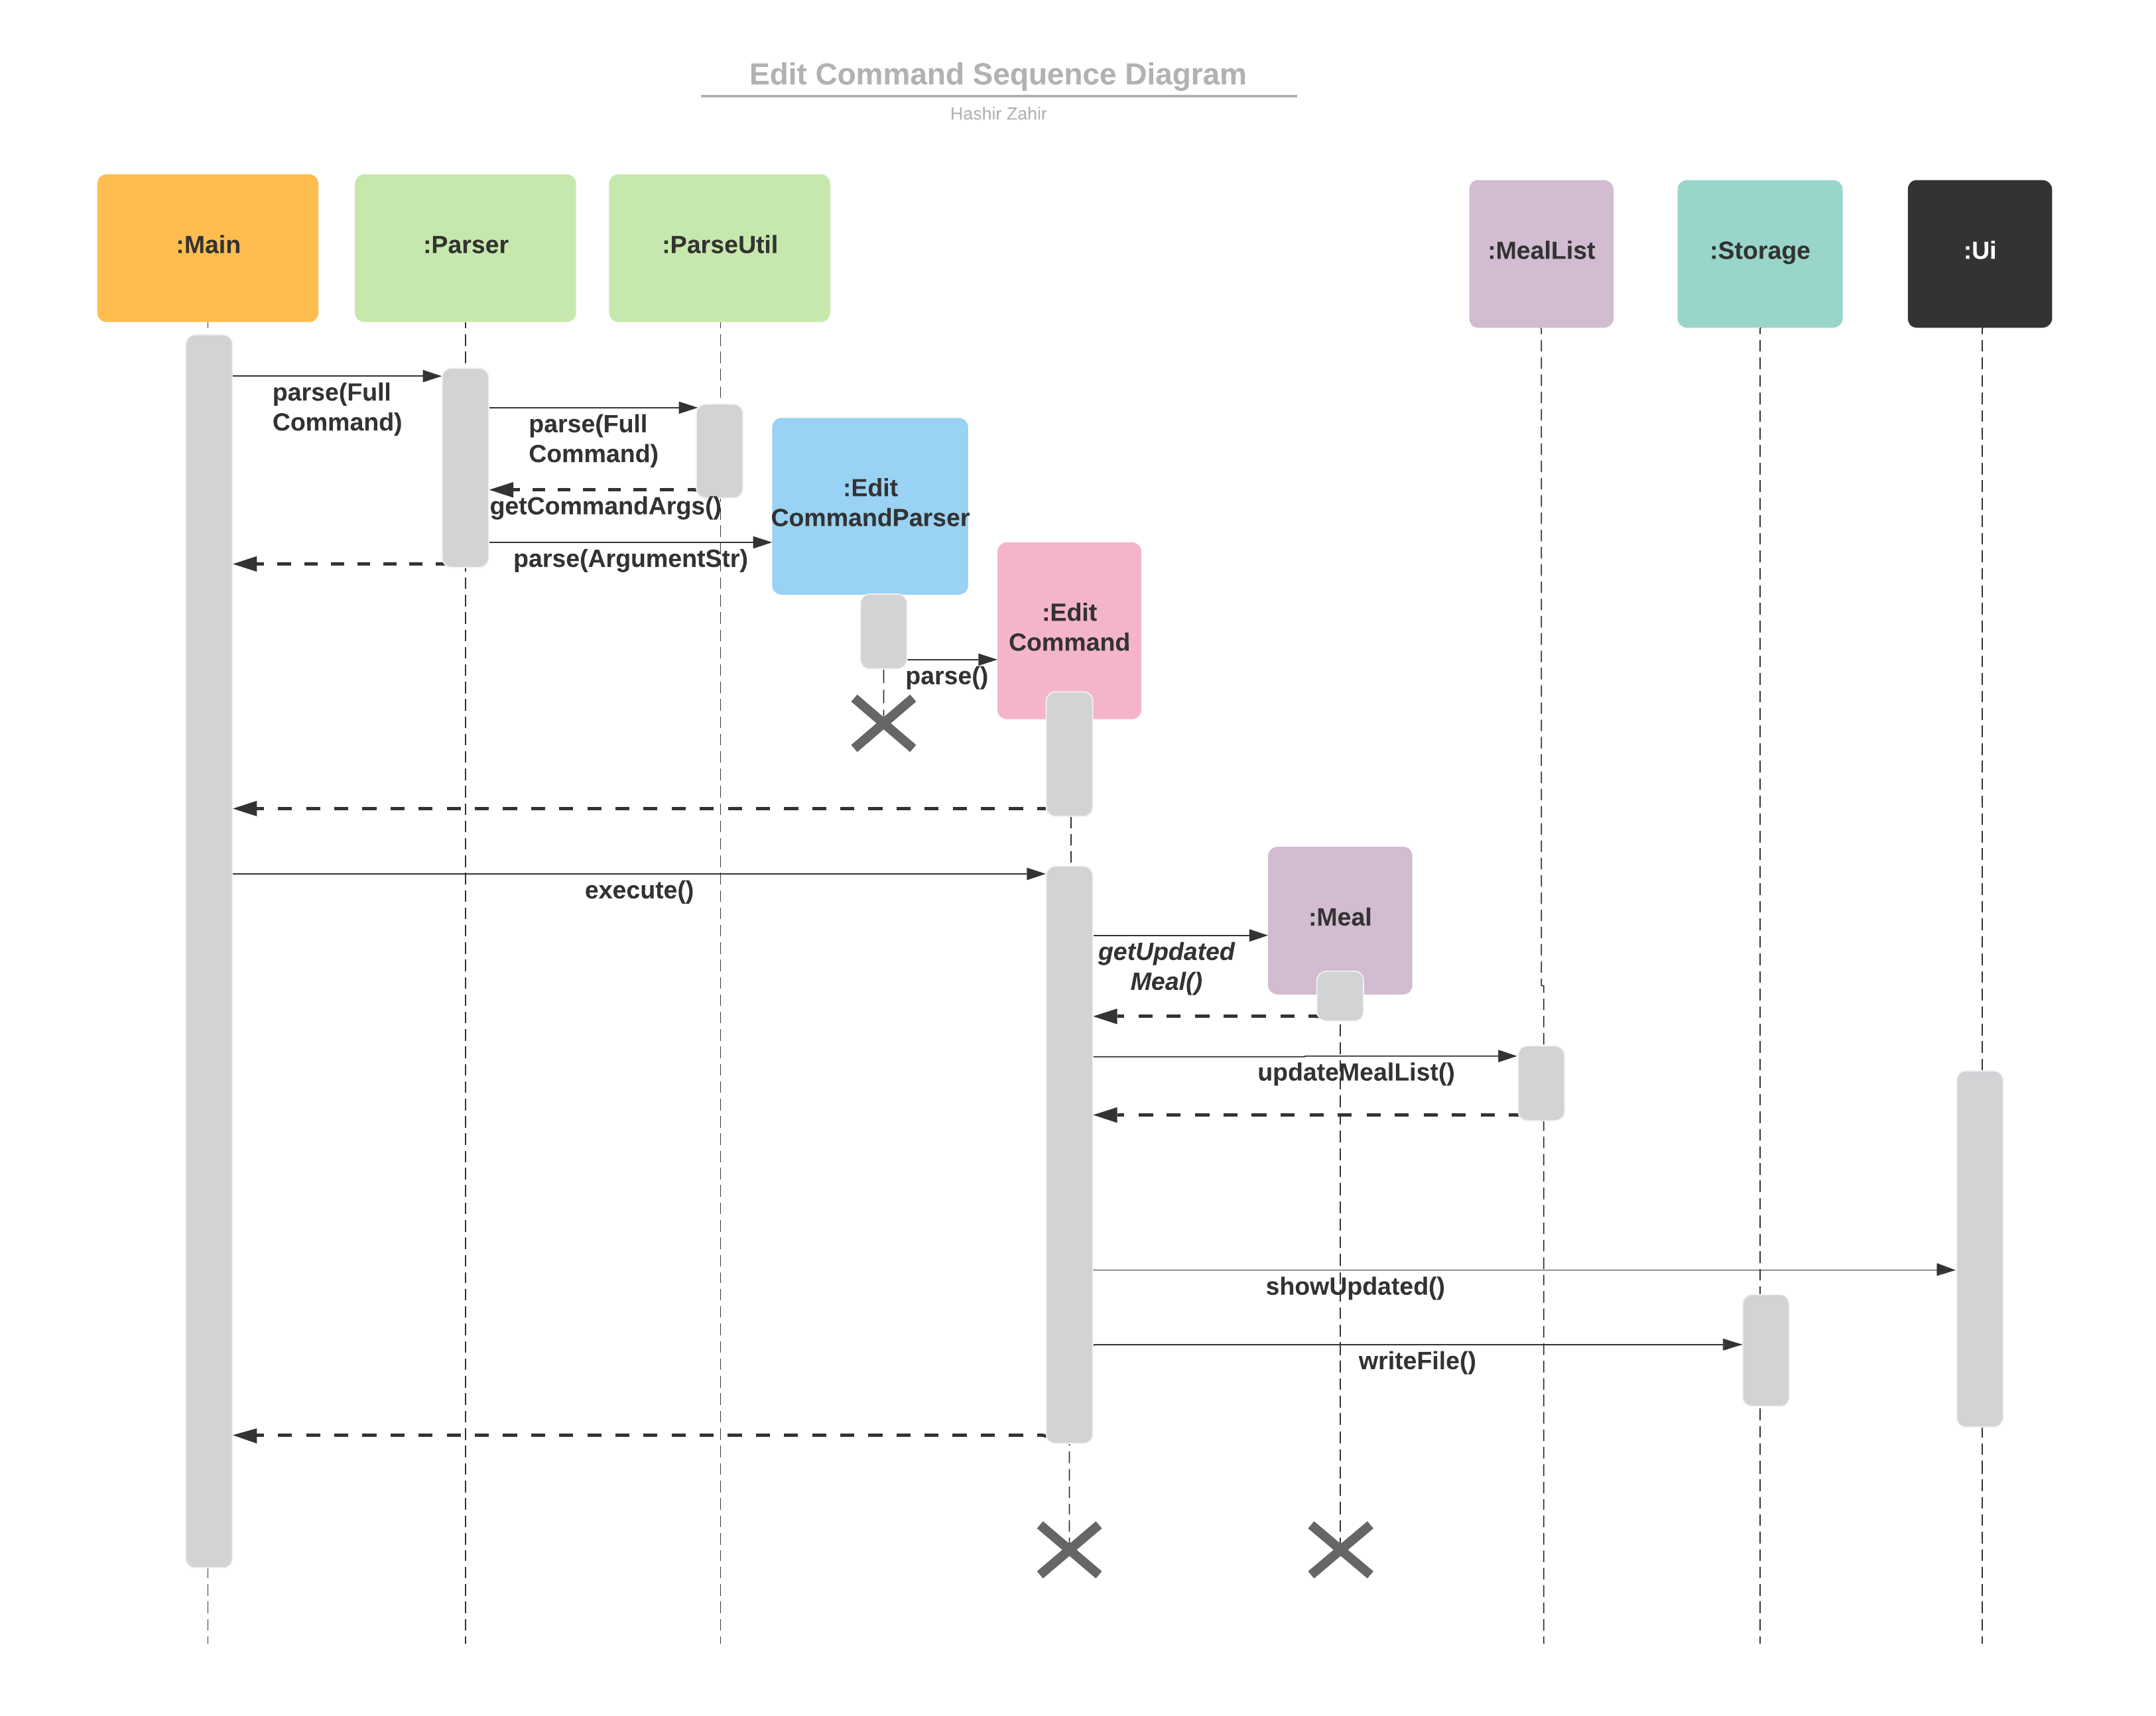 Edit Command Sequence Diagram
Hashir Zahir
:Main
:Parser
:ParseUtil
:MealList
:Storage
:Ui
parse(Full
Command)
parse(Full
Command)
getCommandArgs()
:Edit
CommandParser
parse(ArgumentStr)
:Edit
Command
parse()
execute()
:Meal
getUpdated
Meal()
updateMealList()
showUpdated()
writeFile()